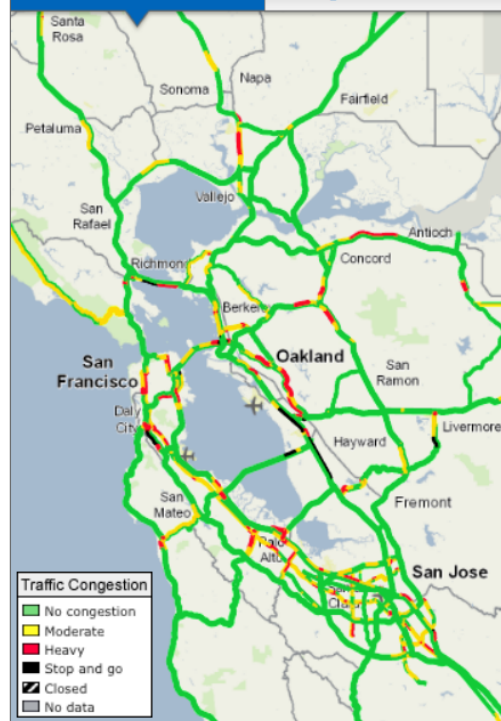 Santa
Rosa
Napa
Sonoma
Fairfield
Petaluma
Vallejo
San
Rafael
Antioch
Richmond
Concord
Berkel
San
Francisco
Oakland
San
Ramon
Daly
City
Hayward
Livermore
San
Mateo
Fremont
Palo
Alto
San Jose
Traffic Congestion
No congestion
Moderate
Heavy
Stop and go
Closed
No data